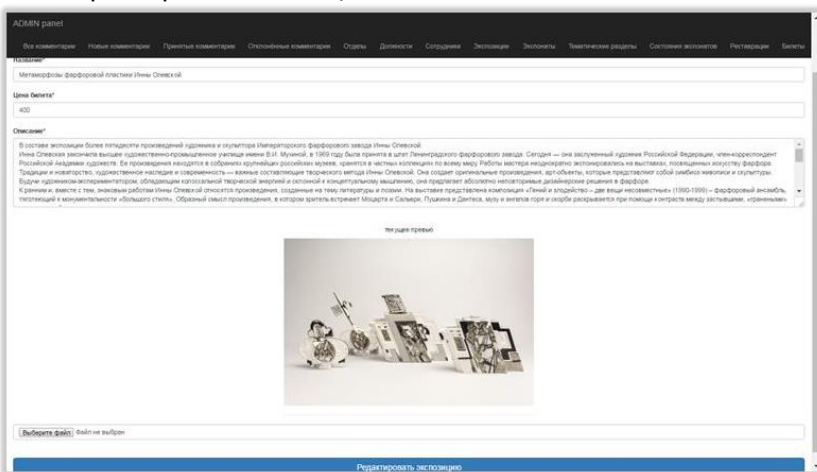 ADMIN panel
Все комментарии Новые комментарии Принятые комментарии Отклонённые комментарии Отделы Должности Сотрудники Экспозиции Экспонаты Тематические разделы Состояния экспонатов Реставрации Билеты
Название*
Метаморфозы фарфоровой пластики Инны Олевской
Цена билета*
400
Описание*
В составе экспозиции более пятидесяти произведений художника и скульптора Императорского фарфорового завода Инны Олевской.
Инна Олевская закончила высшее художественно-промышленное училище имени В.И. Мухиной, в 1969 году была принята в штат Ленинградского фарфорового завода. Сегодня — она заслуженный художник Российской Федерации, член-корреспондент
Российской Академии художеств. Ее произведения находятся в собраниях крупнейших российских музеев, хранятся в частных коллекциях по всему миру. Работы мастера неоднократно экспонировались на выставках, посвященных искусству фарфора.
Традиции и новаторство, художественное наследие и современность — важные составляющие творческого метода Инны Олевской. Она создает оригинальные произведения, арт-объекты, которые представляют собой симбиоз живописи и скульптуры.
Будучи художником-экспериментатором, обладающим колоссальной творческой энергией и склонной к концептуальному мышлению, она предлагает абсолютно неповторимые дизайнерские решения в фарфоре.
К ранним и, вместе с тем, знаковым работам Инны Олевской относятся произведения, созданные на тему литературы и поэзии. На выставке представлена композиция «Гений и злодейство – две вещи несовместные» (1990-1999) – фарфоровый ансамбль,
тяготеющий к монументальности «большого стиля». Образный смысл произведения, в котором зритель встречает Моцарта и Сальери, Пушкина и Дантеса, музу и ангелов горя и скорби раскрывается при помощи контраста между застывшими, «гранеными»
текущее превью
Выберите файл Файл не выбран
Редактировать экспозицию